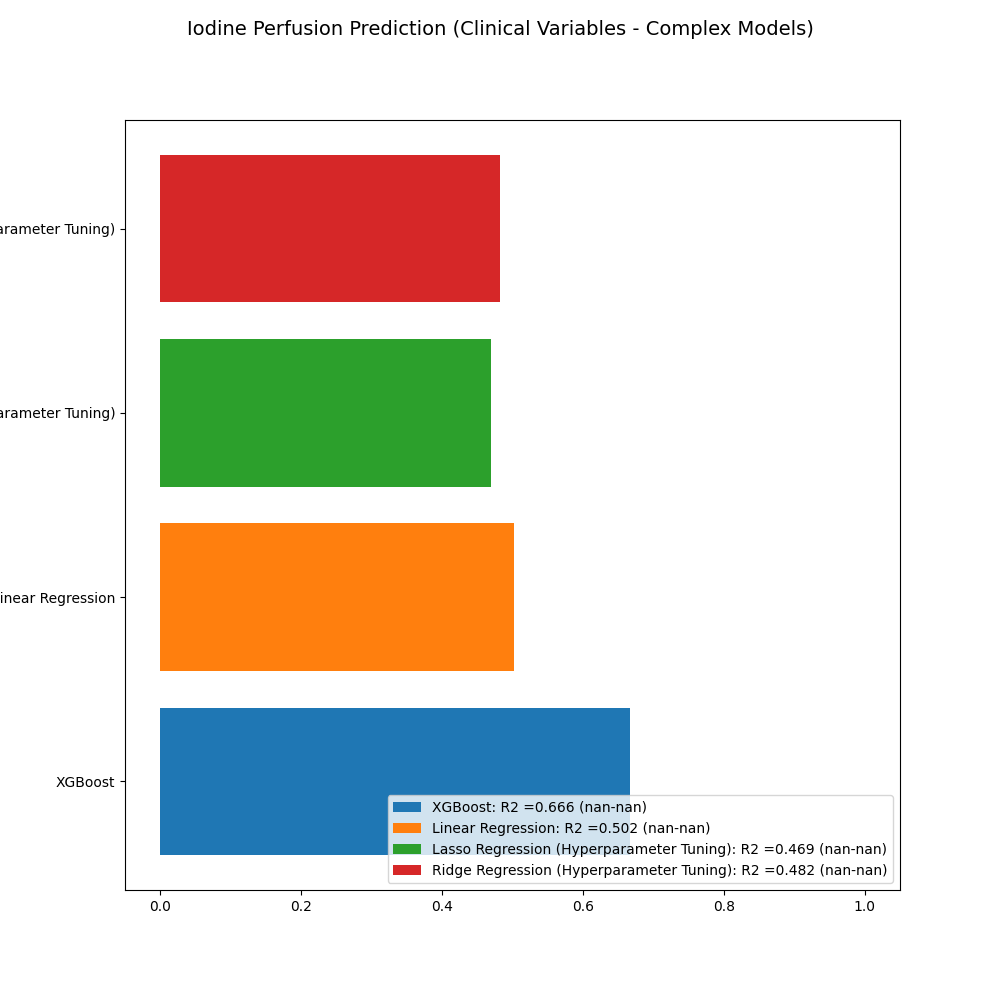 Iodine Perfusion Prediction (Clinical Variables - Complex Models)
arameter Tuning)
arameter Tuning)
inear Regression
XGBoost
XGBoost: R2 =0.666 (nan-nan)
Linear Regression: R2 =0.502 (nan-nan)
Lasso Regression (Hyperparameter Tuning): R2 =0.469 (nan-nan)
Ridge Regression (Hyperparameter Tuning): R2 =0.482 (nan-nan)
0.0 0.2 0.4 0.6 0.8 1.0